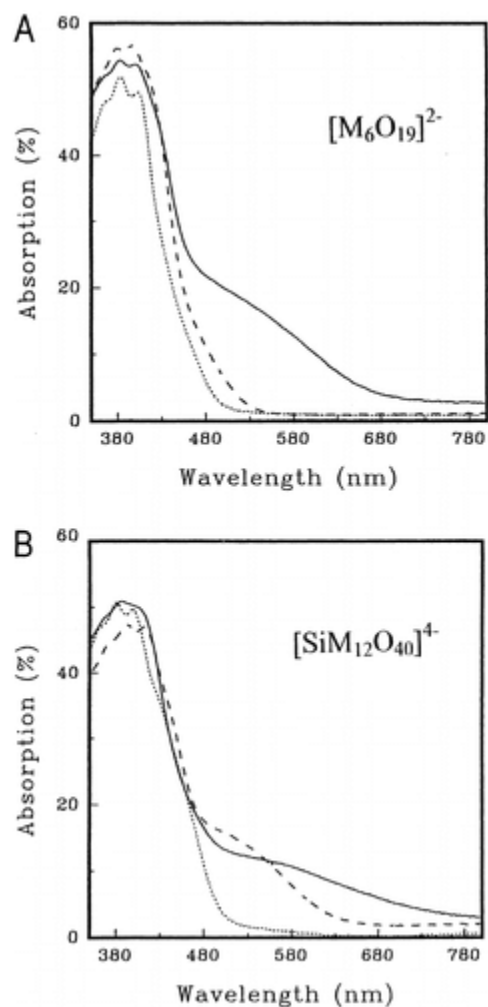 A
60
40
20
0
Absorption (%)
[M₆O₁₉]²⁻
380 480 580 680 780
Wavelength (nm)
B
60
40
20
0
Absorption (%)
[SiM₁₂O₄₀]⁴⁻
380 480 580 680 780
Wavelength (nm)